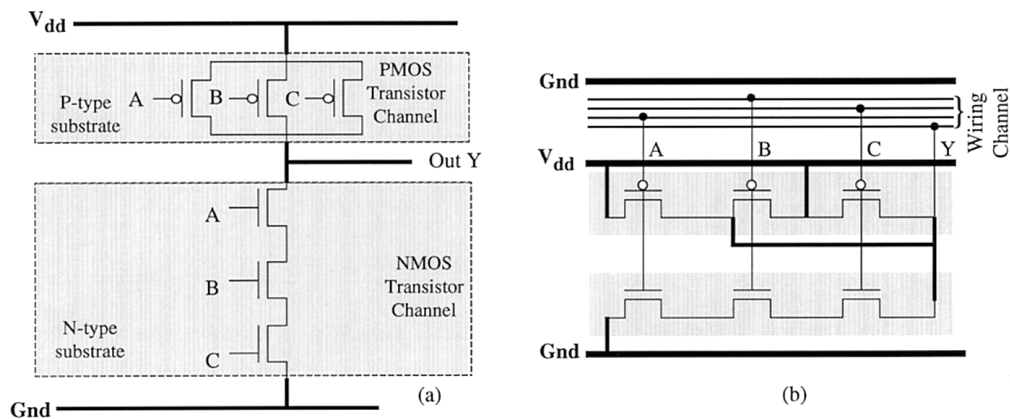 Vdd
P-type
substrate
A
B
C
PMOS
Transistor
Channel
Out Y
A
B
C
NMOS
Transistor
Channel
N-type
substrate
Gnd
(a)
Gnd
Wiring
Channel
Vdd
A
B
C
Y
Gnd
(b)